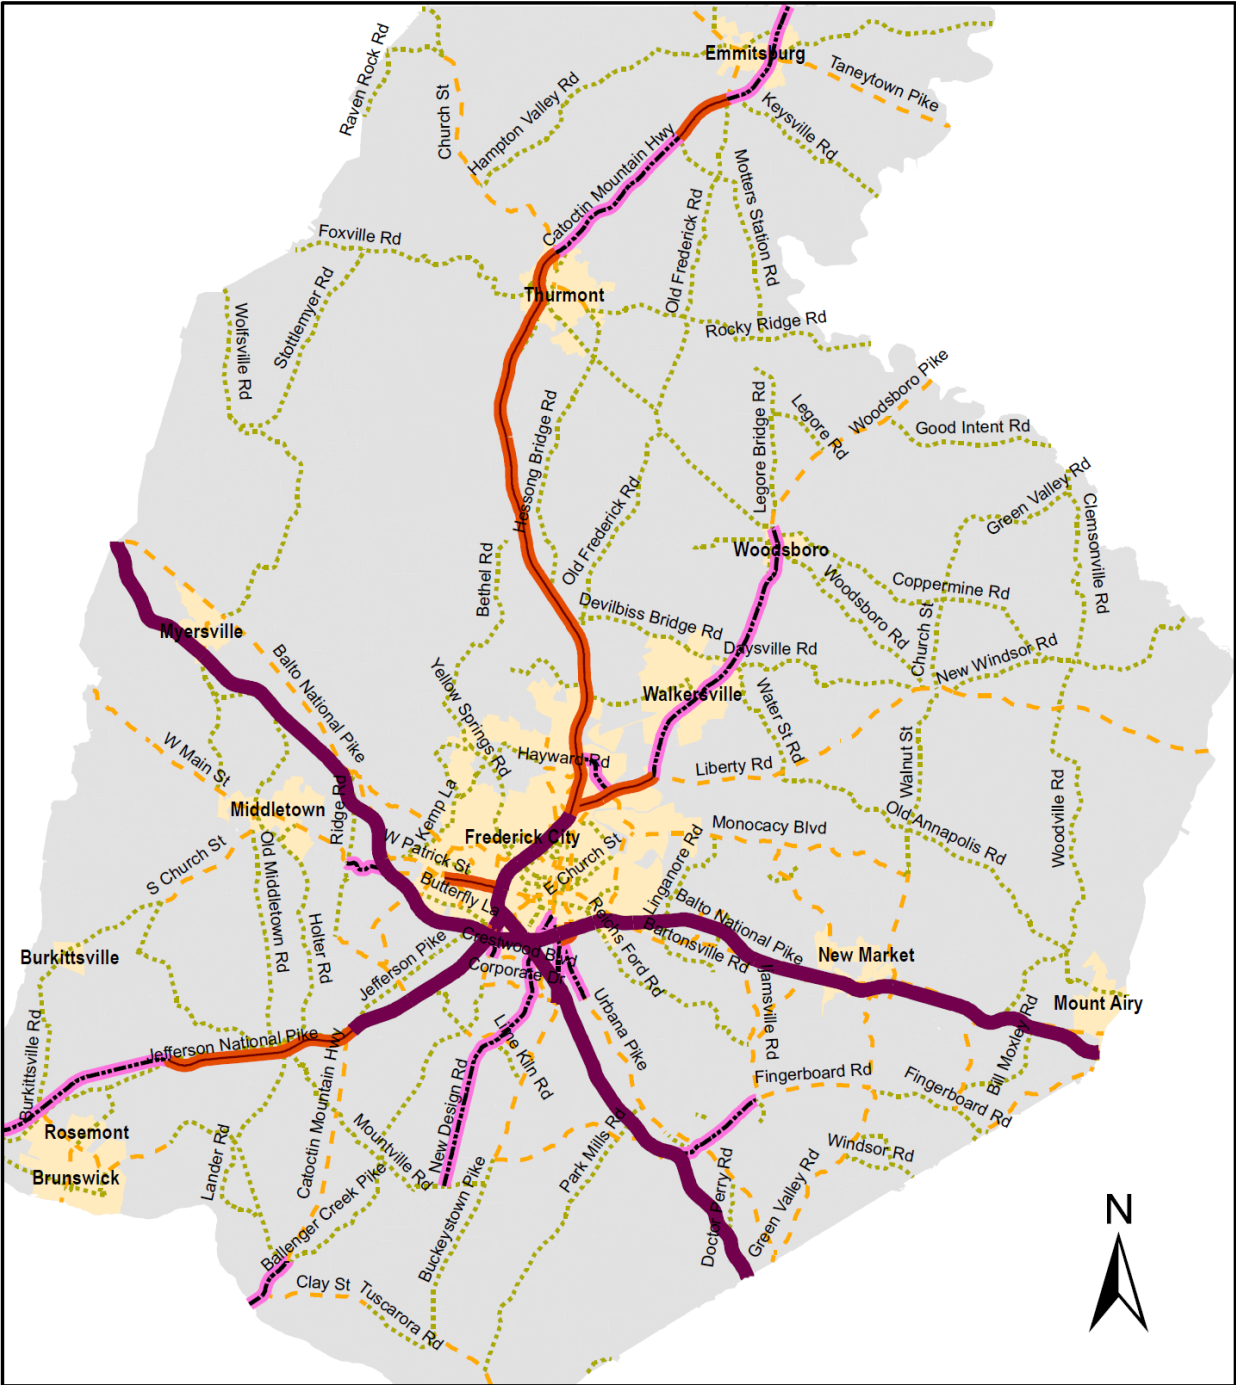 Emmitsburg
Raven Rock Rd
Church St
Hampton Valley Rd
Taneytown Pike
Keysville Rd
Catoctin Mountain Hwy
Motters Station Rd
Old Frederick Rd
Foxville Rd
Stottlemyer Rd
Wolfsville Rd
Thurmont
Rocky Ridge Rd
Woodsboro Pike
Legore Bridge Rd
Legore Rd
Good Intent Rd
Green Valley Rd
Clemsonville Rd
Hessong Bridge Rd
Old Frederick Rd
Bethel Rd
Woodsboro
Woodsboro Rd
Coppermine Rd
Church St
New Windsor Rd
Devilbiss Bridge Rd
Daysville Rd
Myersville
Balto National Pike
Yellow Springs Rd
Walkersville
Water St Rd
W Main St
Hayward Rd
Liberty Rd
Walnut St
Middletown
Ridge Rd
Kemp La
Frederick City
Monocacy Blvd
Old Annapolis Rd
Woodville Rd
S Church St
Old Middletown Rd
W Patrick St
E Church St
Linganore Rd
Butterfly La
Holter Rd
Reichs Ford Rd
Balto National Pike
Bartonsville Rd
Burkittsville
Jefferson Pike
Crestwood Blvd
Corporate Dr
New Market
Ijamsville Rd
Mount Airy
Urbana Pike
Bill Moxley Rd
Burkittsville Rd
Jefferson National Pike
Lime Kiln Rd
New Design Rd
Catoctin Mountain Hwy
Fingerboard Rd
Fingerboard Rd
Rosemont
Brunswick
Lander Rd
Mountville Rd
Park Mills Rd
Windsor Rd
Ballenger Creek Pike
Buckeystown Pike
Doctor Perry Rd
Green Valley Rd
Clay St
Tuscarora Rd
N